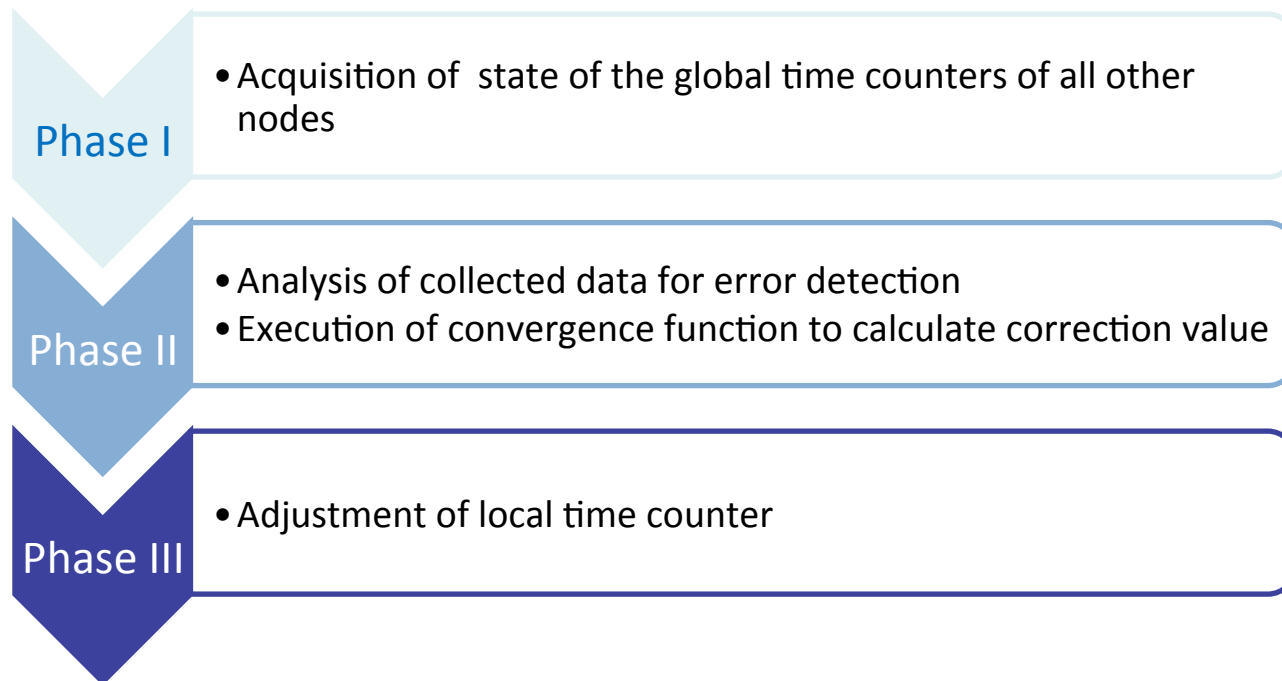 Phase I
• Acquisition of  state of the global time counters of all other
nodes
Phase II
• Analysis of collected data for error detection
• Execution of convergence function to calculate correction value
Phase III
• Adjustment of local time counter